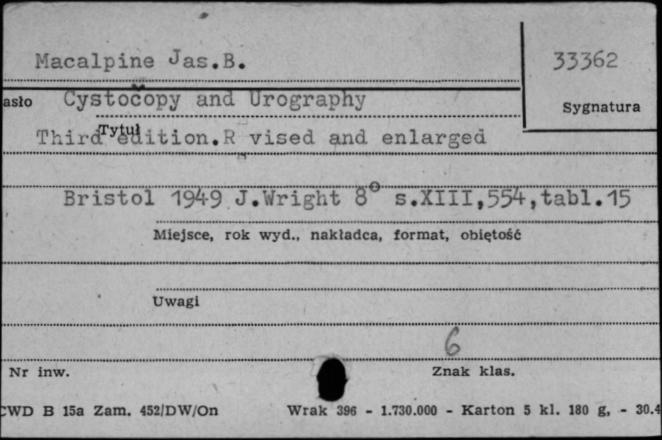 Macalpine Jas.B.
33362
asło Cystocopy and Urography
Sygnatura
Tytuł
Third edition.R vised and enlarged
Bristol 1949 J.Wright 8° s.XIII,554,tabl.15
Miejsce, rok wyd., nakładca, format, obiętość
Uwagi
6
Nr inw.
Znak klas.
CWD B 15a Zam. 452/DW/On Wrak 396 - 1.730.000 - Karton 5 kl. 180 g, - 30.4